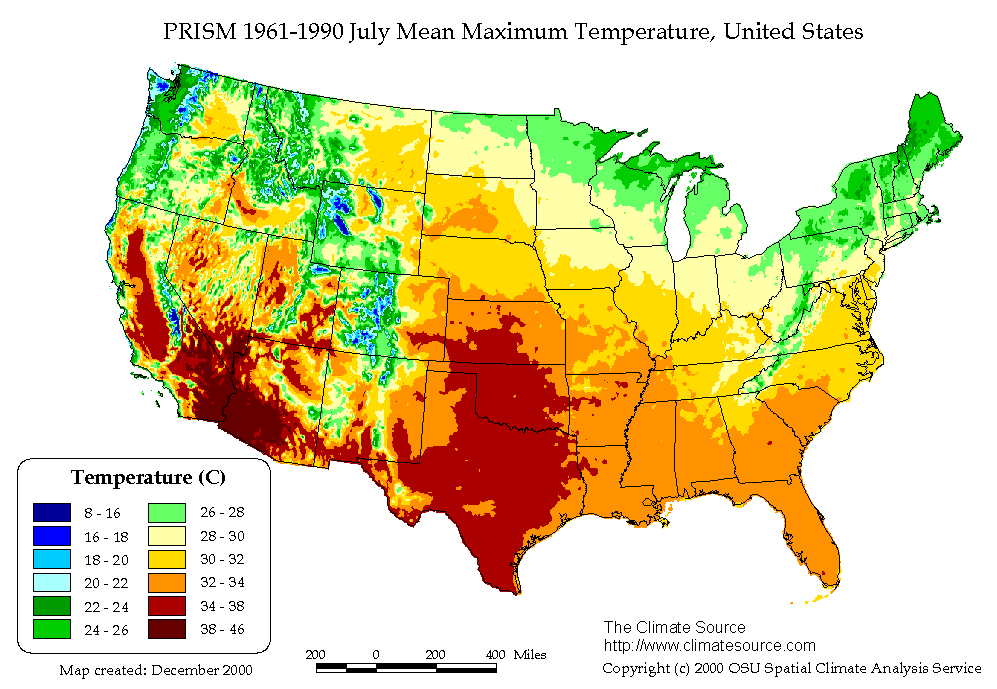 PRISM 1961-1990 July Mean Maximum Temperature, United States
Temperature (C)
8 - 16
16 - 18
18 - 20
20 - 22
22 - 24
24 - 26
26 - 28
28 - 30
30 - 32
32 - 34
34 - 38
38 - 46
Map created: December 2000
200 0 200 400 Miles
The Climate Source
http://www.climatesource.com
Copyright (c) 2000 OSU Spatial Climate Analysis Service